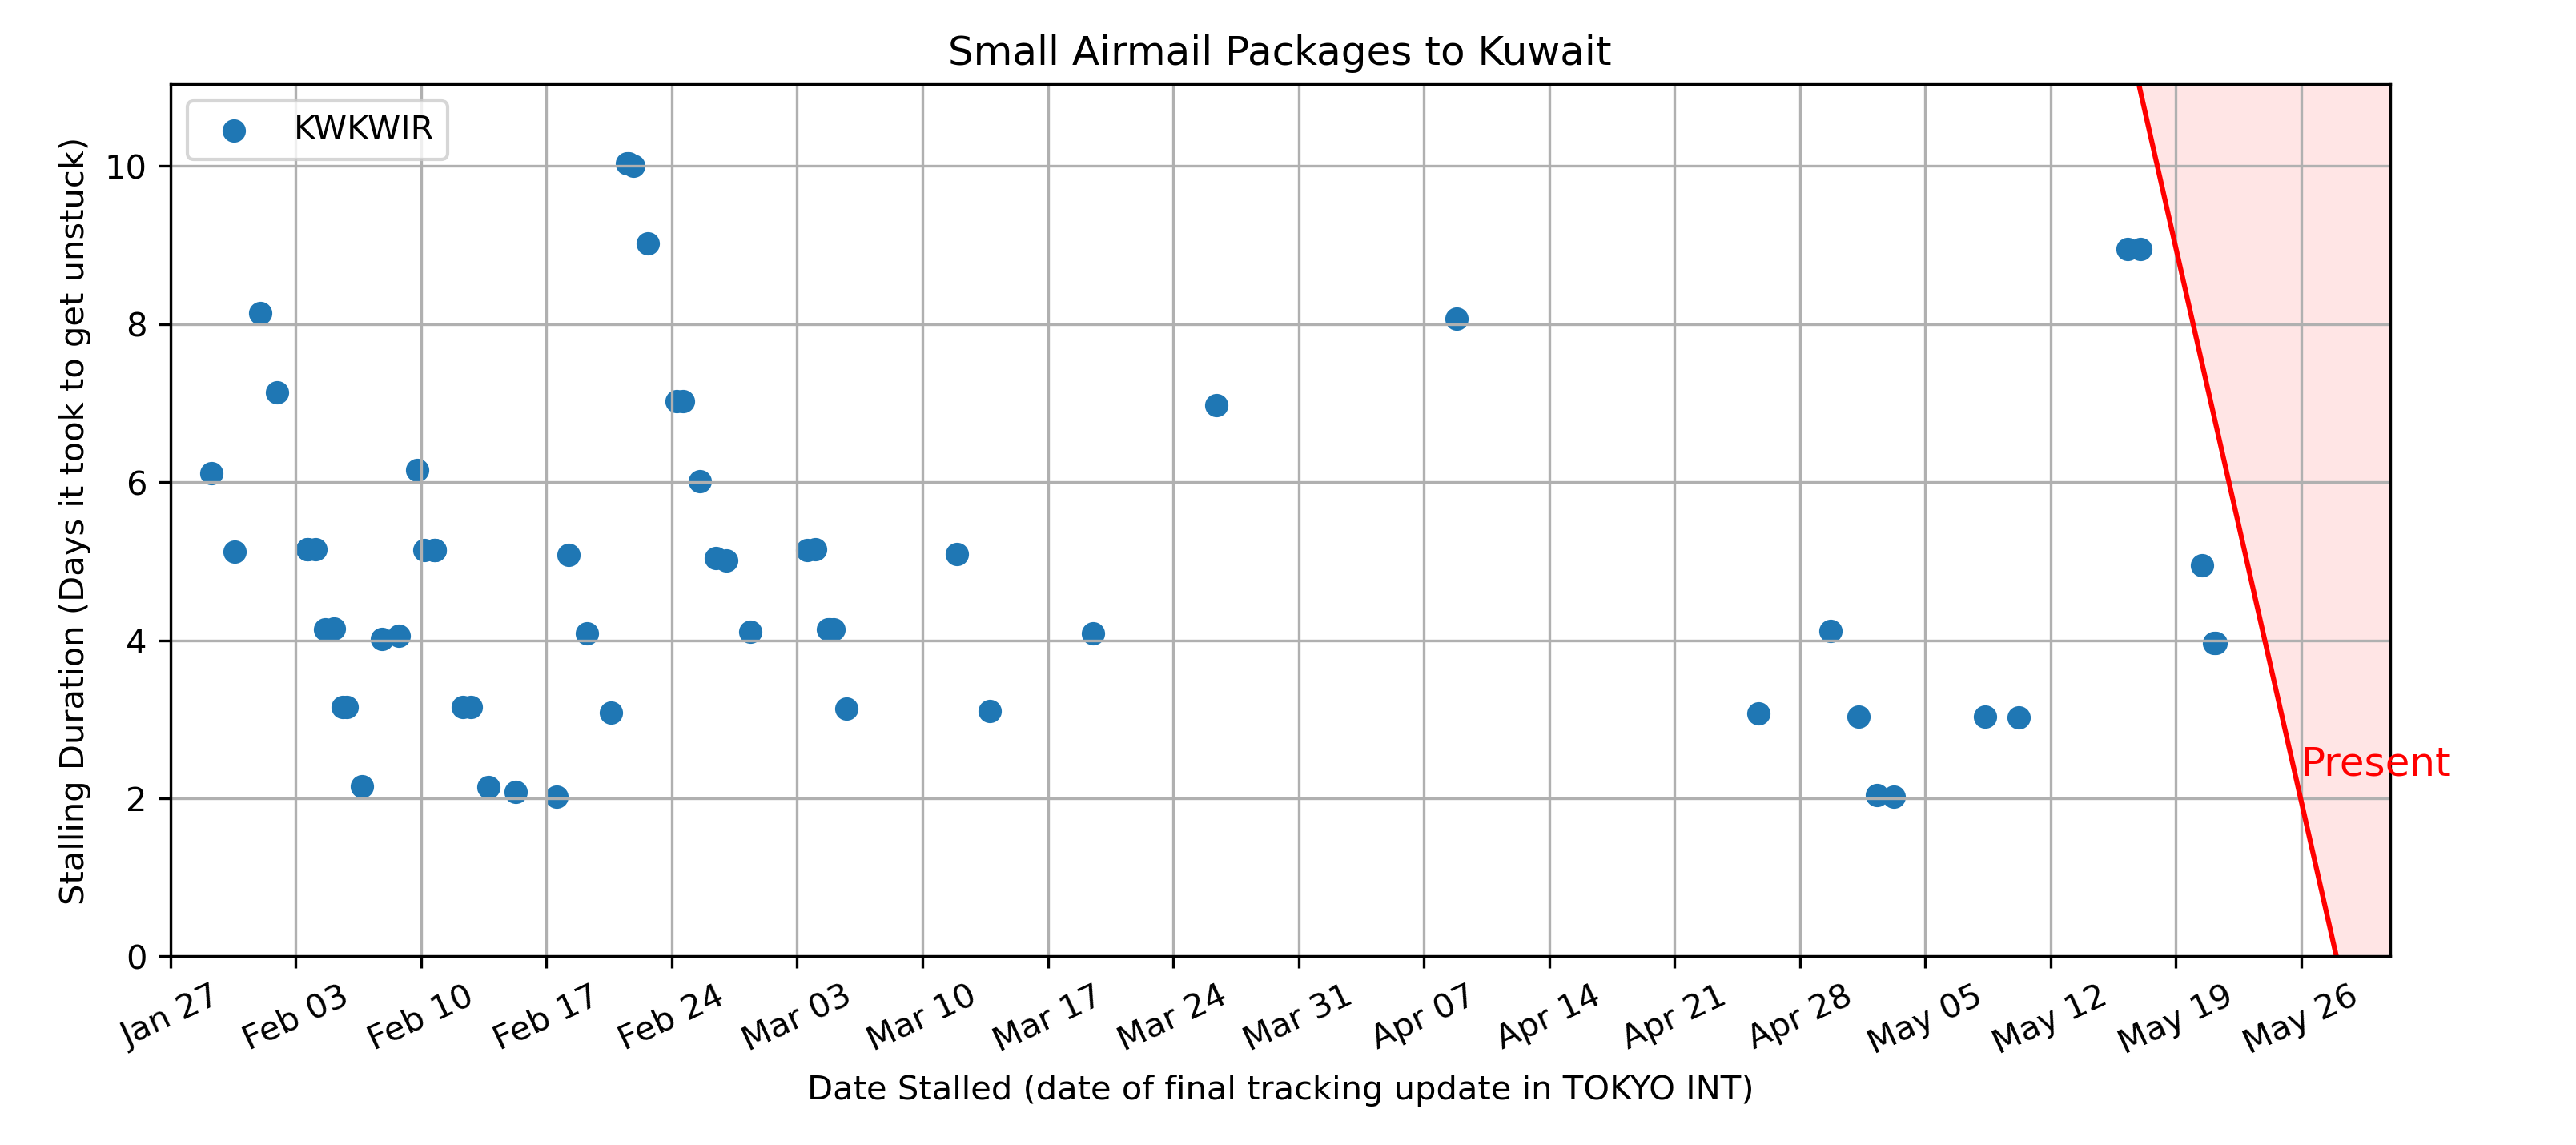 Small Airmail Packages to Kuwait
KWKWIR
Stalling Duration (Days it took to get unstuck)
10
8
6
4
2
0
Present
Jan 27
Feb 03
Feb 10
Feb 17
Feb 24
Mar 03
Mar 10
Mar 17
Mar 24
Mar 31
Apr 07
Apr 14
Apr 21
Apr 28
May 05
May 12
May 19
May 26
Date Stalled (date of final tracking update in TOKYO INT)